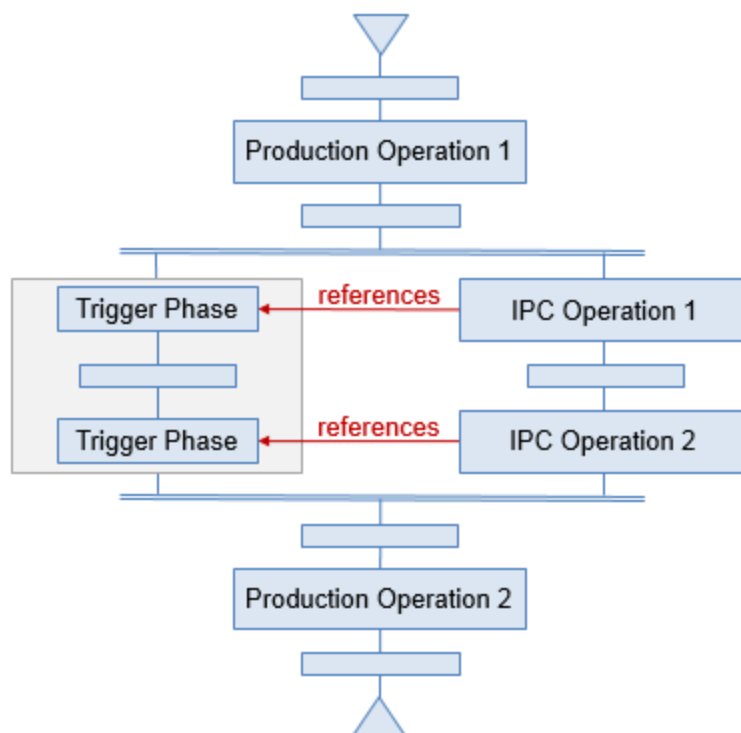 Production Operation 1
Trigger Phase
references
IPC Operation 1
Trigger Phase
references
IPC Operation 2
Production Operation 2